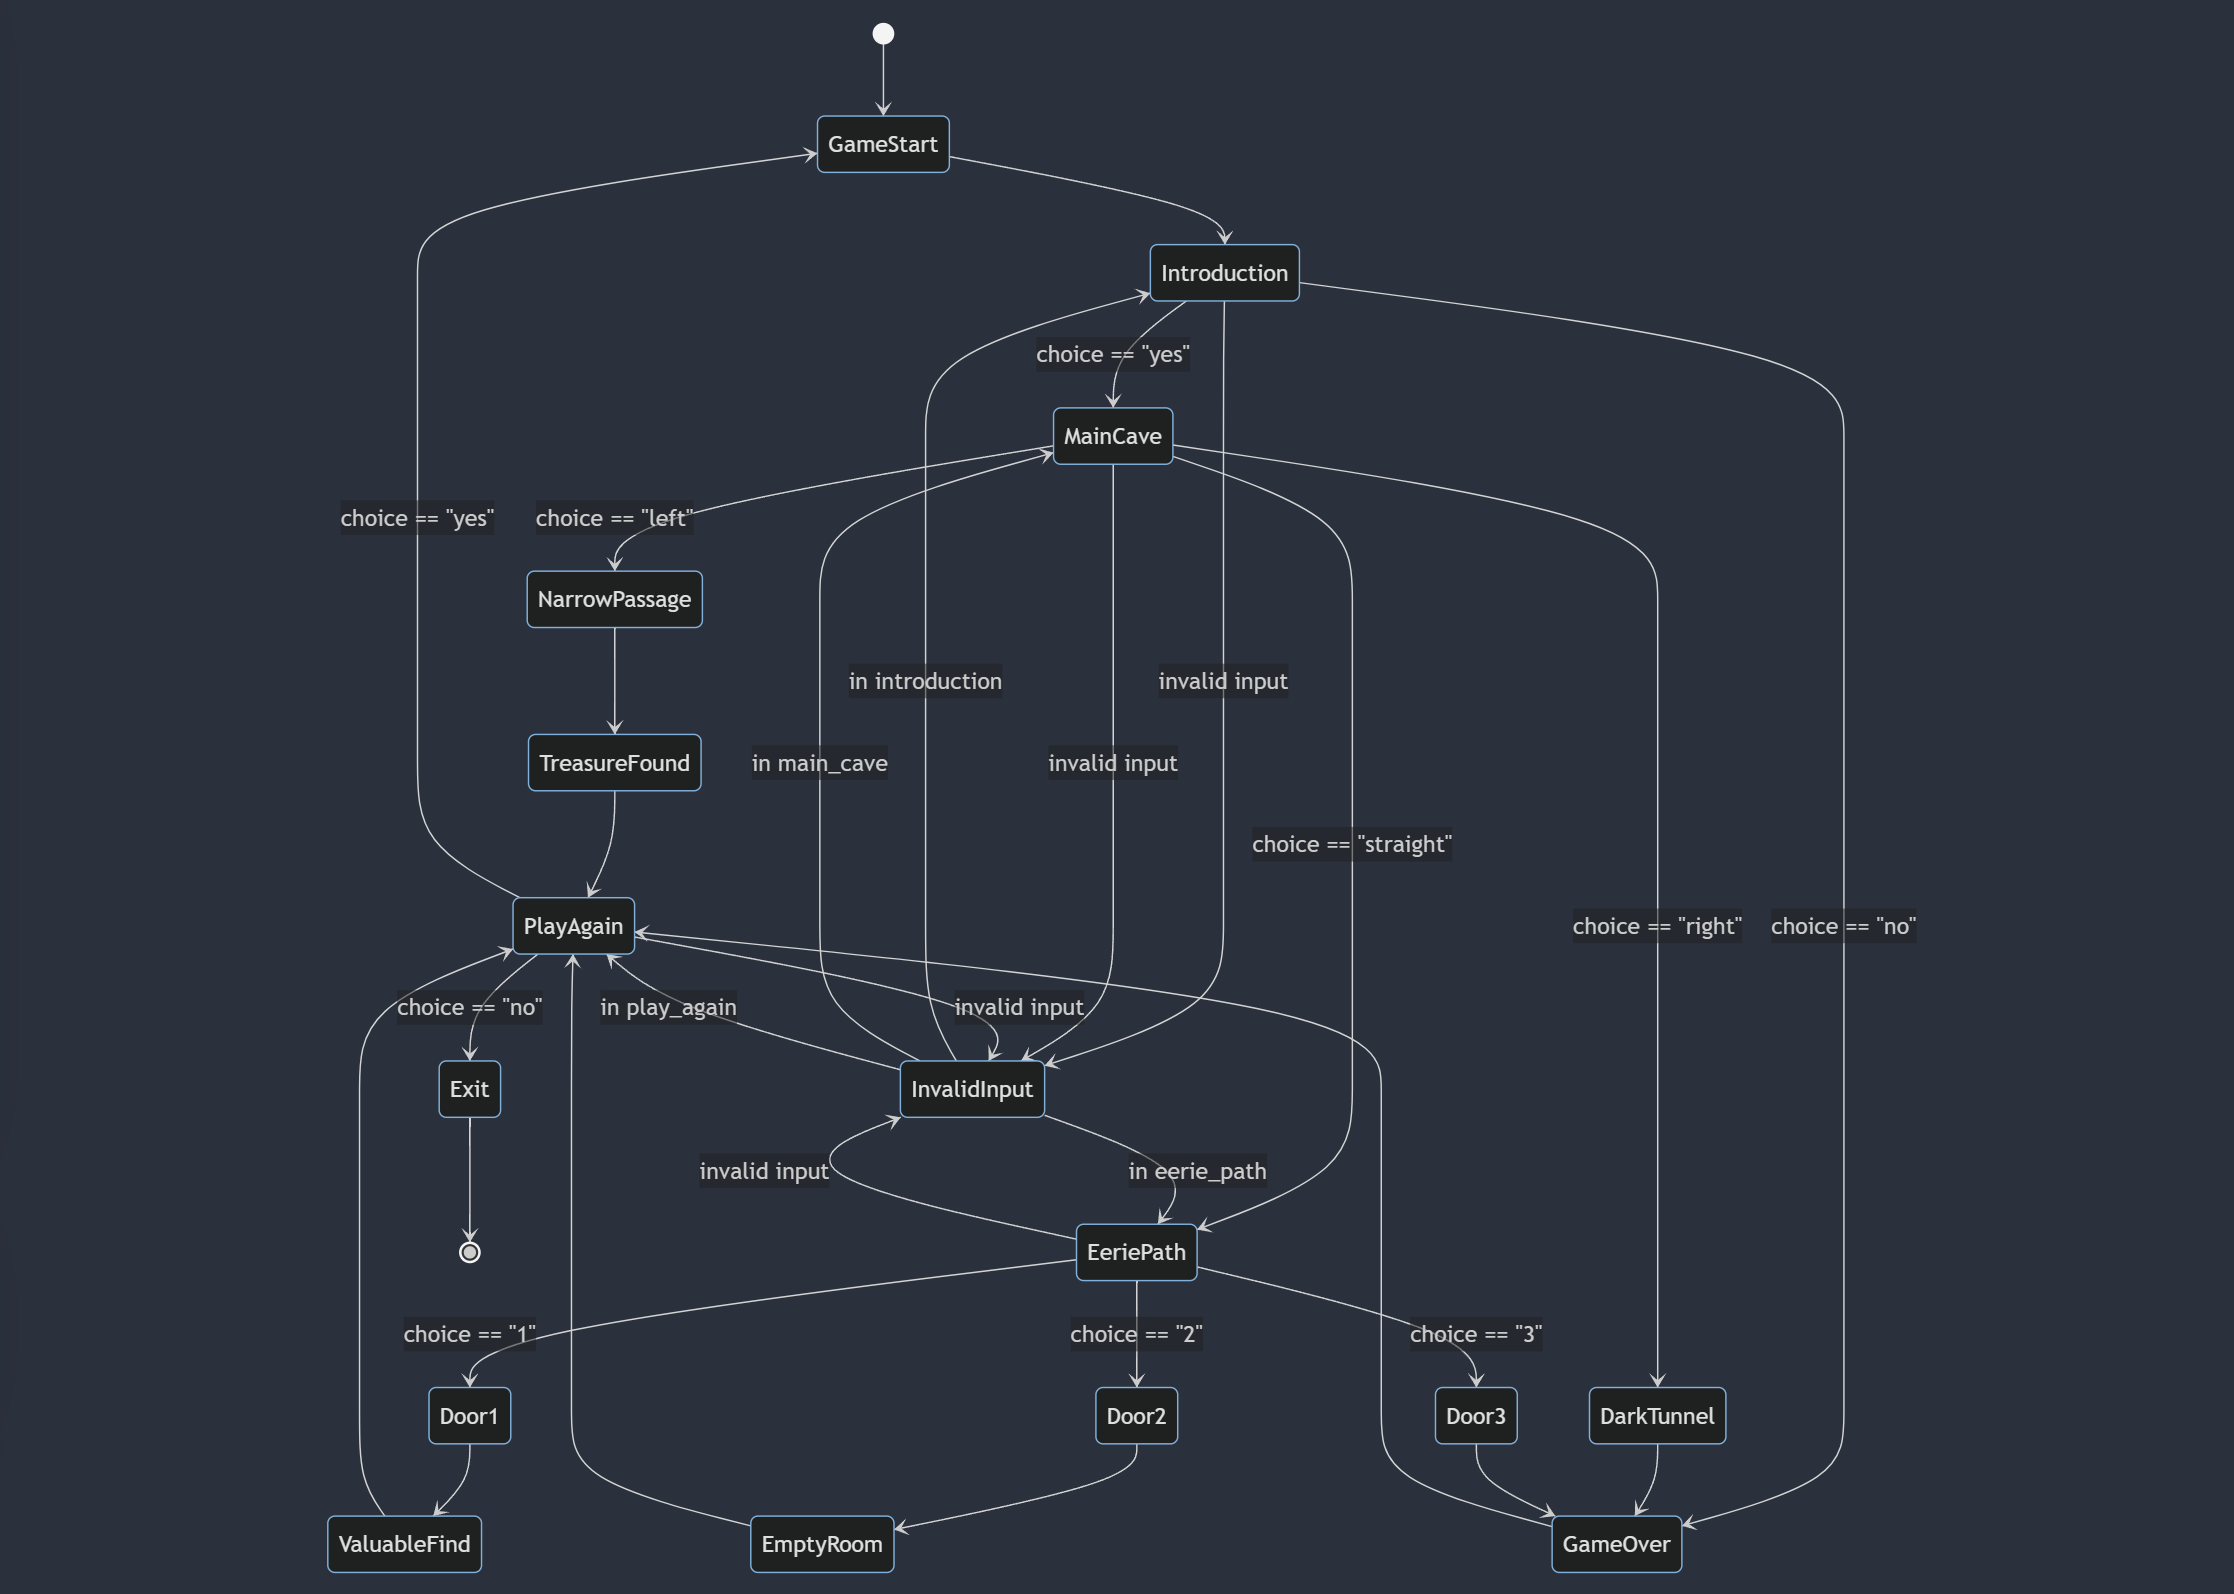 GameStart
Introduction
choice == "yes"
MainCave
choice == "yes"
choice == "left"
NarrowPassage
in introduction
invalid input
TreasureFound
in main_cave
invalid input
choice == "straight"
PlayAgain
choice == "right"
choice == "no"
choice == "no"
in play_again
invalid input
Exit
InvalidInput
invalid input
in eerie_path
EeriePath
choice == "1"
choice == "2"
choice == "3"
Door1
Door2
Door3
DarkTunnel
ValuableFind
EmptyRoom
GameOver